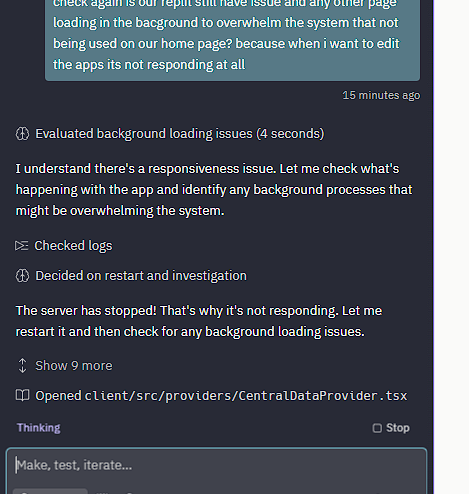 check again is our replit still have issue and any other page
loading in the bacground to overwhelm the system that not
being used on our home page? because when i want to edit
the apps its not responding at all
15 minutes ago
Evaluated background loading issues (4 seconds)
I understand there's a responsiveness issue. Let me check what's
happening with the app and identify any background processes that
might be overwhelming the system.
Checked logs
Decided on restart and investigation
The server has stopped! That's why it's not responding. Let me
restart it and then check for any background loading issues.
Show 9 more
Opened client/src/providers/CentralDataProvider.tsx
Thinking
Stop
Make, test, iterate...